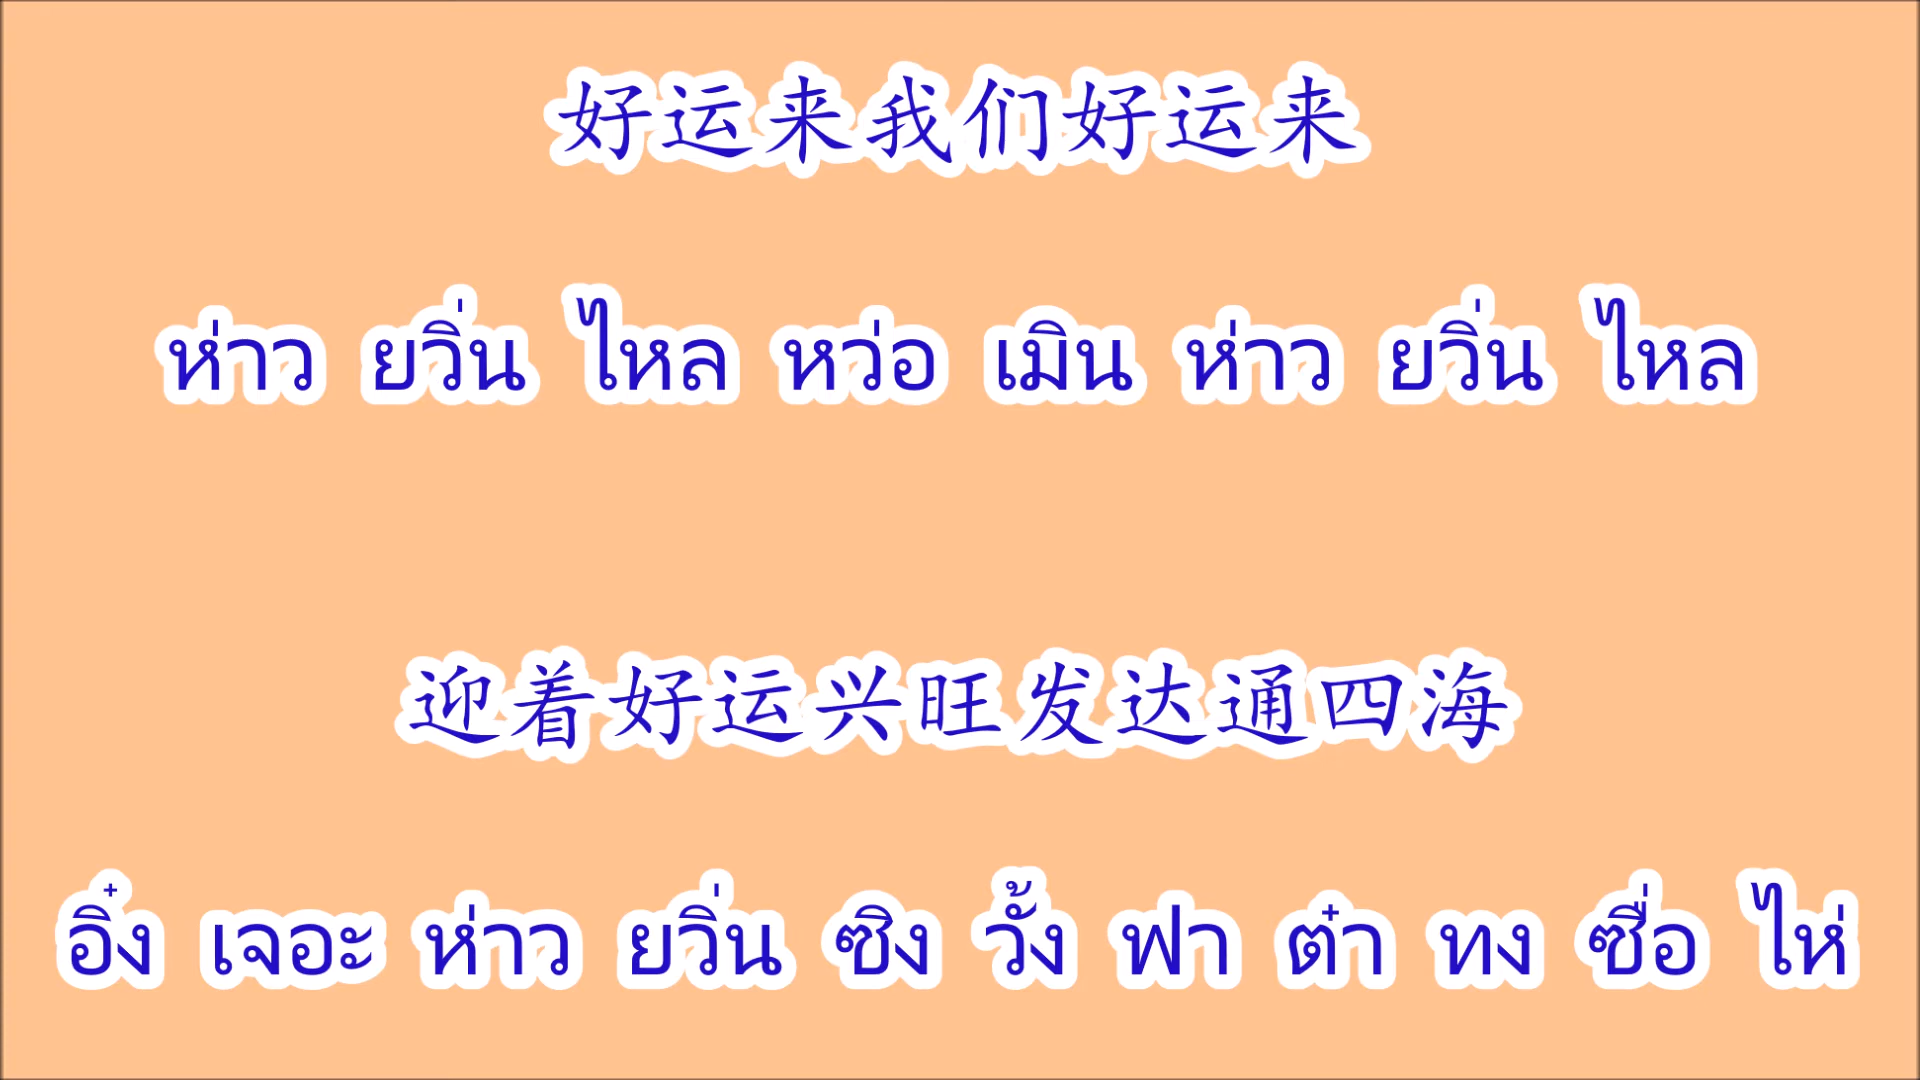 好运来我们好运来
ห่าว ยวิ่น ไหล หว่อ เมิน ห่าว ยวิ่น ไหล
迎着好运兴旺发达通四海
อิ๋ง เจอะ ห่าว ยวิ่น ซิง วั้ง ฟา ต๋า ทง ซื่อ ไห่